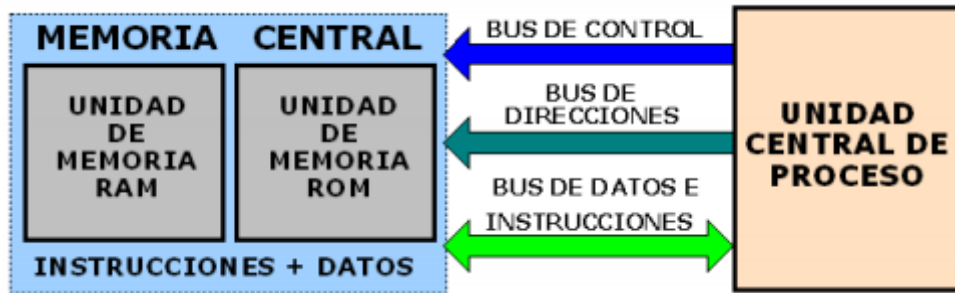 MEMORIA CENTRAL
UNIDAD
DE
MEMORIA
RAM
UNIDAD
DE
MEMORIA
ROM
INSTRUCCIONES + DATOS
BUS DE CONTROL
BUS DE
DIRECCIONES
BUS DE DATOS E
INSTRUCCIONES
UNIDAD
CENTRAL DE
PROCESO